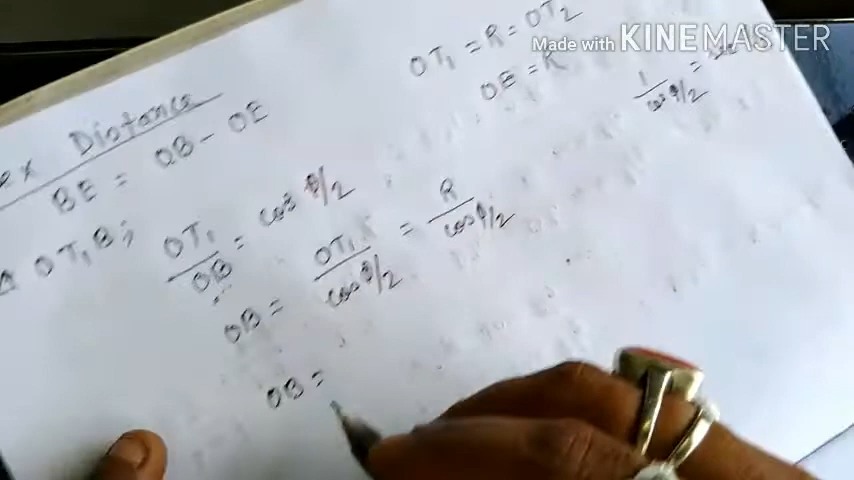 OT₁ = R = OT₂
Made with KINEMASTER
OE = R
1/cos φ/2 =
Distance
BE = OB - OE
Δ OT₁B; OT₁/OB = cos φ/2
OB = OT₁/cos φ/2 = R/cos φ/2
OB =